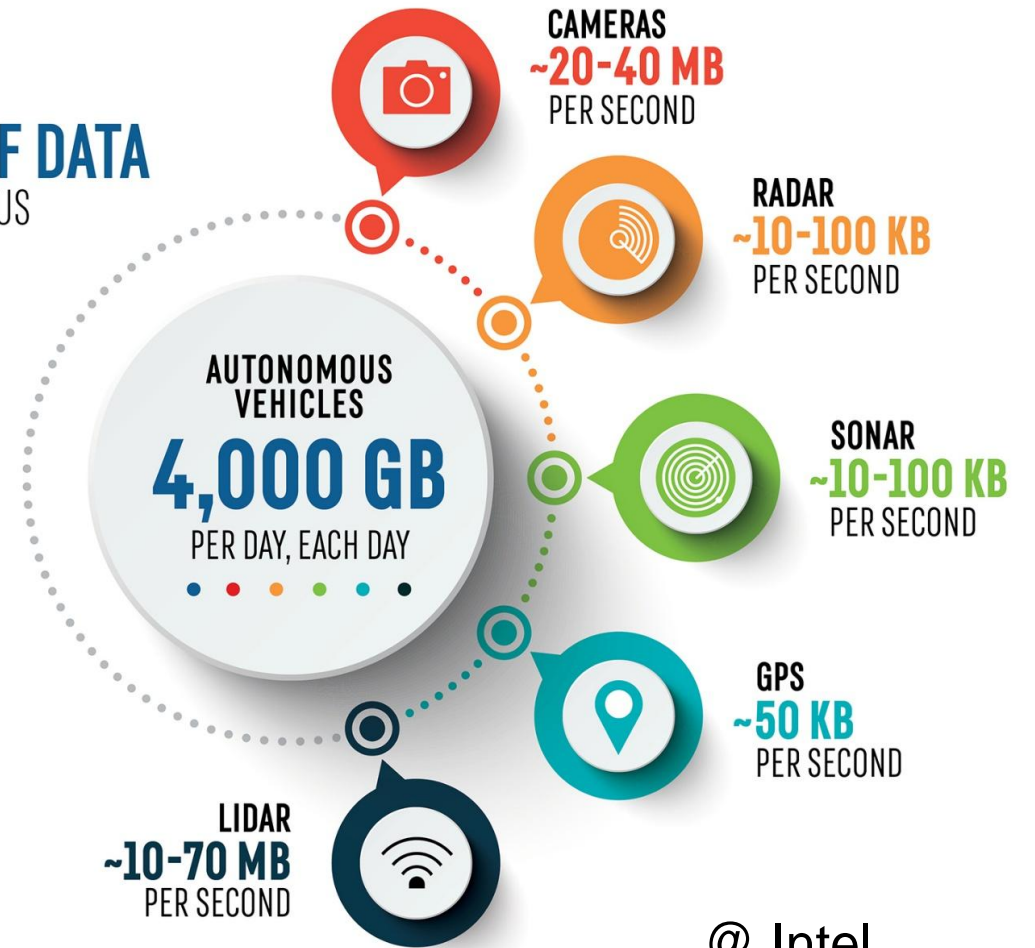 CAMERAS
~20-40 MB
PER SECOND
F DATA
US
RADAR
~10-100 KB
PER SECOND
AUTONOMOUS
VEHICLES
4,000 GB
PER DAY, EACH DAY
SONAR
~10-100 KB
PER SECOND
GPS
~50 KB
PER SECOND
LIDAR
~10-70 MB
PER SECOND
@ Intel